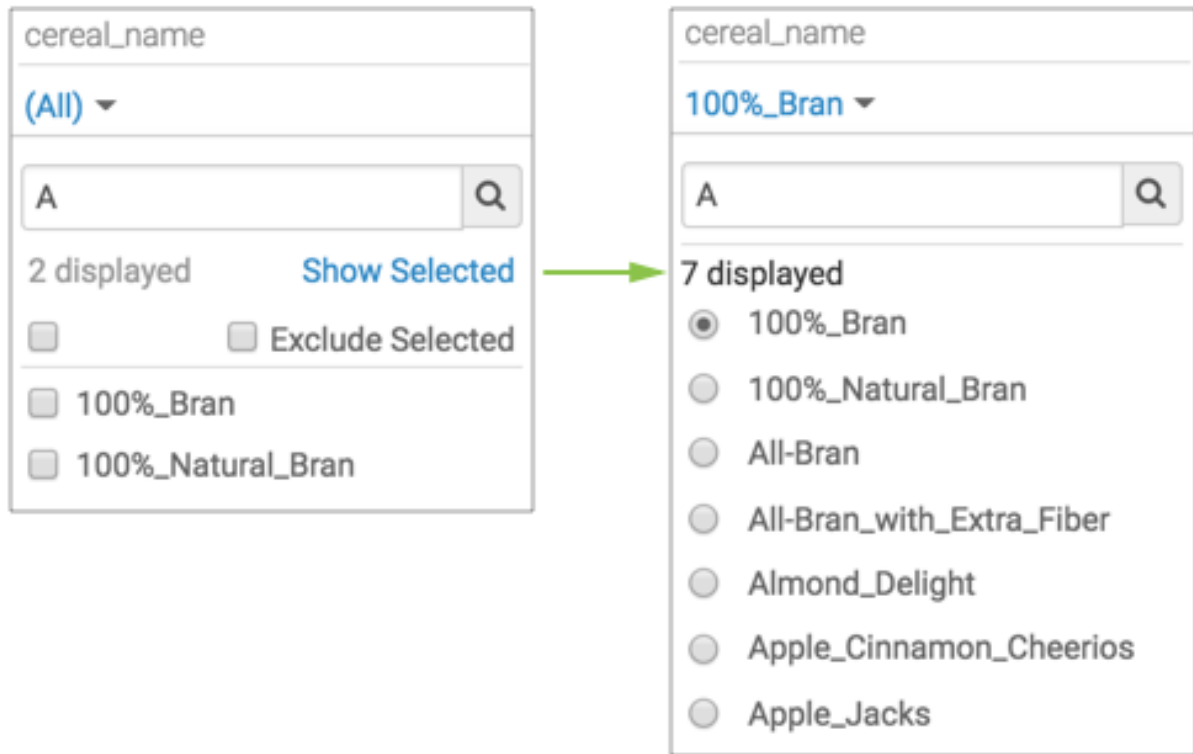 cereal_name
(All)
A
2 displayed Show Selected
Exclude Selected
100%_Bran
100%_Natural_Bran
cereal_name
100%_Bran
A
7 displayed
100%_Bran
100%_Natural_Bran
All-Bran
All-Bran_with_Extra_Fiber
Almond_Delight
Apple_Cinnamon_Cheerios
Apple_Jacks